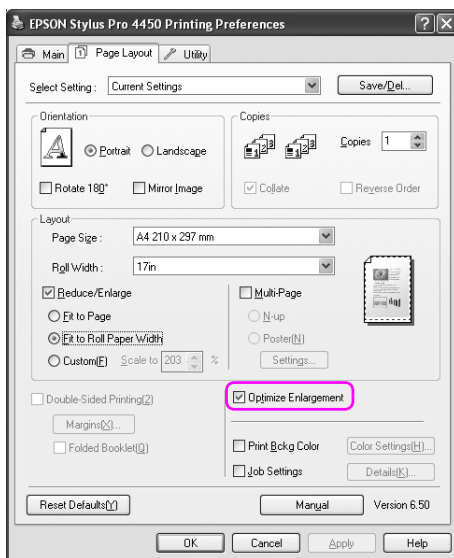 EPSON Stylus Pro 4450 Printing Preferences
Main Page Layout Utility
Select Setting : Current Settings Save/Del...
Orientation
Portrait Landscape
Rotate 180° Mirror Image
Copies
Copies 1
Collate Reverse Order
Layout
Page Size : A4 210 x 297 mm
Roll Width : 17in
Reduce/Enlarge
Fit to Page
Fit to Roll Paper Width
Custom(F) Scale to 203 %
Multi-Page
N-up
Poster(N)
Settings...
Double-Sided Printing(2)
Margins(X)...
Folded Booklet(Q)
Optimize Enlargement
Print Bckg Color Color Settings(H)...
Job Settings Details(K)...
Reset Defaults(Y) Manual Version 6.50
OK Cancel Apply Help